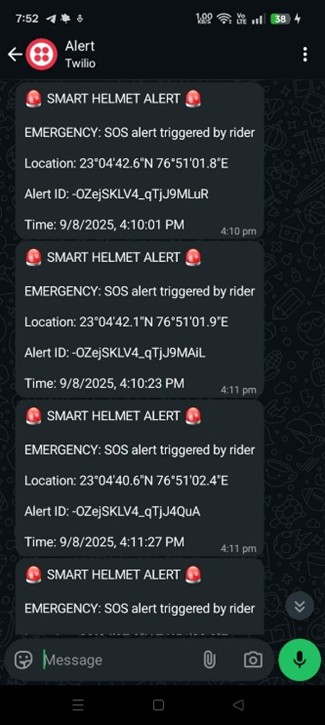 7:52
1.00 KB/S
Vo LTE
38
Alert
Twilio
🚨 SMART HELMET ALERT 🚨
EMERGENCY: SOS alert triggered by rider
Location: 23°04'42.6"N 76°51'01.8"E
Alert ID: -OZejSKLV4_qTjJ9MLuR
Time: 9/8/2025, 4:10:01 PM
4:10 pm
🚨 SMART HELMET ALERT 🚨
EMERGENCY: SOS alert triggered by rider
Location: 23°04'42.1"N 76°51'01.9"E
Alert ID: -OZejSKLV4_qTjJ9MAiL
Time: 9/8/2025, 4:10:23 PM
4:11 pm
🚨 SMART HELMET ALERT 🚨
EMERGENCY: SOS alert triggered by rider
Location: 23°04'40.6"N 76°51'02.4"E
Alert ID: -OZejSKLV4_qTjJ4QuA
Time: 9/8/2025, 4:11:27 PM
4:11 pm
🚨 SMART HELMET ALERT 🚨
EMERGENCY: SOS alert triggered by rider
Message